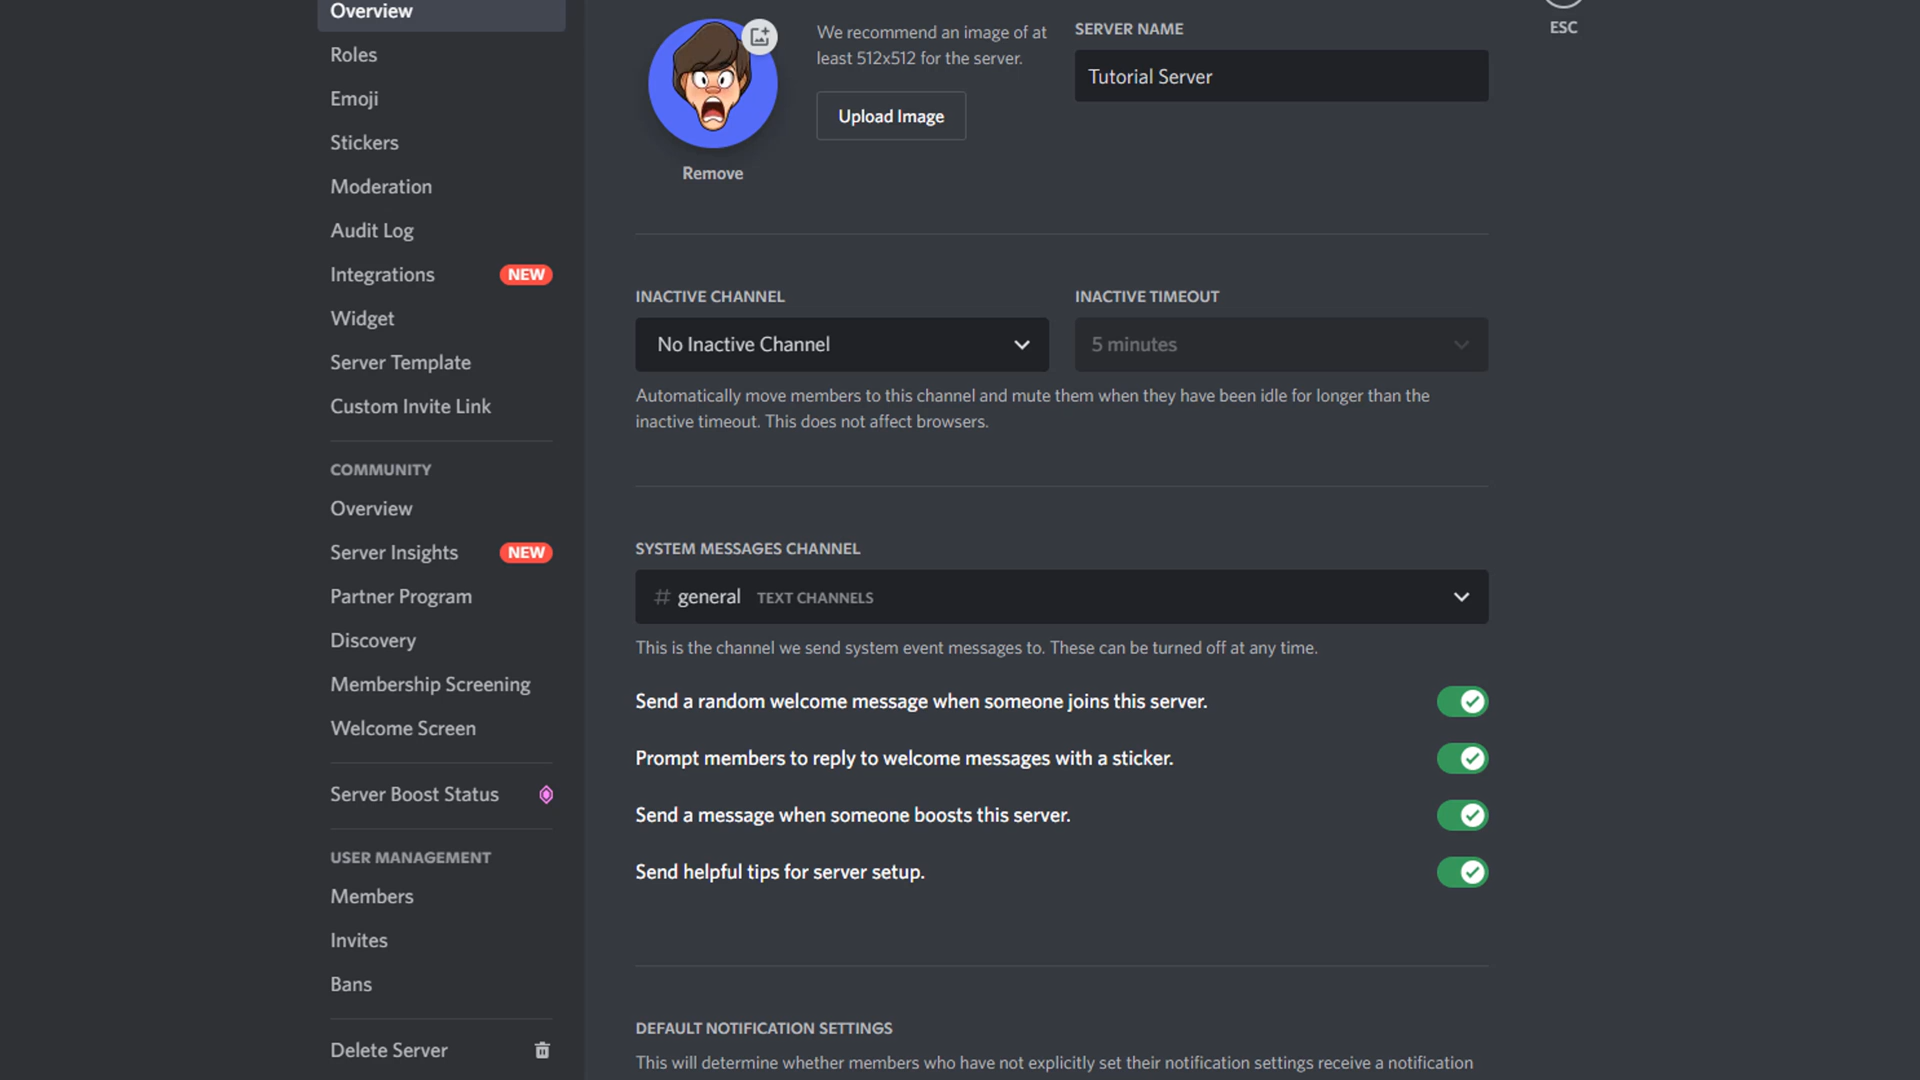 Overview
Roles
Emoji
Stickers
Moderation
Audit Log
Integrations NEW
Widget
Server Template
Custom Invite Link
COMMUNITY
Overview
Server Insights NEW
Partner Program
Discovery
Membership Screening
Welcome Screen
Server Boost Status
USER MANAGEMENT
Members
Invites
Bans
Delete Server
Remove
We recommend an image of at
least 512x512 for the server.
Upload Image
SERVER NAME
Tutorial Server
ESC
INACTIVE CHANNEL
No Inactive Channel
INACTIVE TIMEOUT
5 minutes
Automatically move members to this channel and mute them when they have been idle for longer than the
inactive timeout. This does not affect browsers.
SYSTEM MESSAGES CHANNEL
# general TEXT CHANNELS
This is the channel we send system event messages to. These can be turned off at any time.
Send a random welcome message when someone joins this server.
Prompt members to reply to welcome messages with a sticker.
Send a message when someone boosts this server.
Send helpful tips for server setup.
DEFAULT NOTIFICATION SETTINGS
This will determine whether members who have not explicitly set their notification settings receive a notification